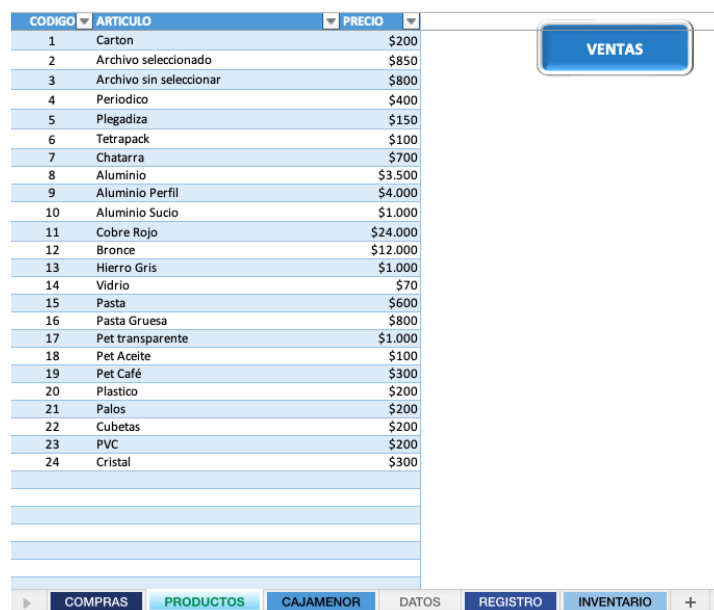 CODIGO ARTICULO PRECIO
VENTAS
1 Carton $200
2 Archivo seleccionado $850
3 Archivo sin seleccionar $800
4 Periodico $400
5 Plegadiza $150
6 Tetrapack $100
7 Chatarra $700
8 Aluminio $3.500
9 Aluminio Perfil $4.000
10 Aluminio Sucio $1.000
11 Cobre Rojo $24.000
12 Bronce $12.000
13 Hierro Gris $1.000
14 Vidrio $70
15 Pasta $600
16 Pasta Gruesa $800
17 Pet transparente $1.000
18 Pet Aceite $100
19 Pet Café $300
20 Plastico $200
21 Palos $200
22 Cubetas $200
23 PVC $200
24 Cristal $300
COMPRAS PRODUCTOS CAJAMENOR DATOS REGISTRO INVENTARIO +